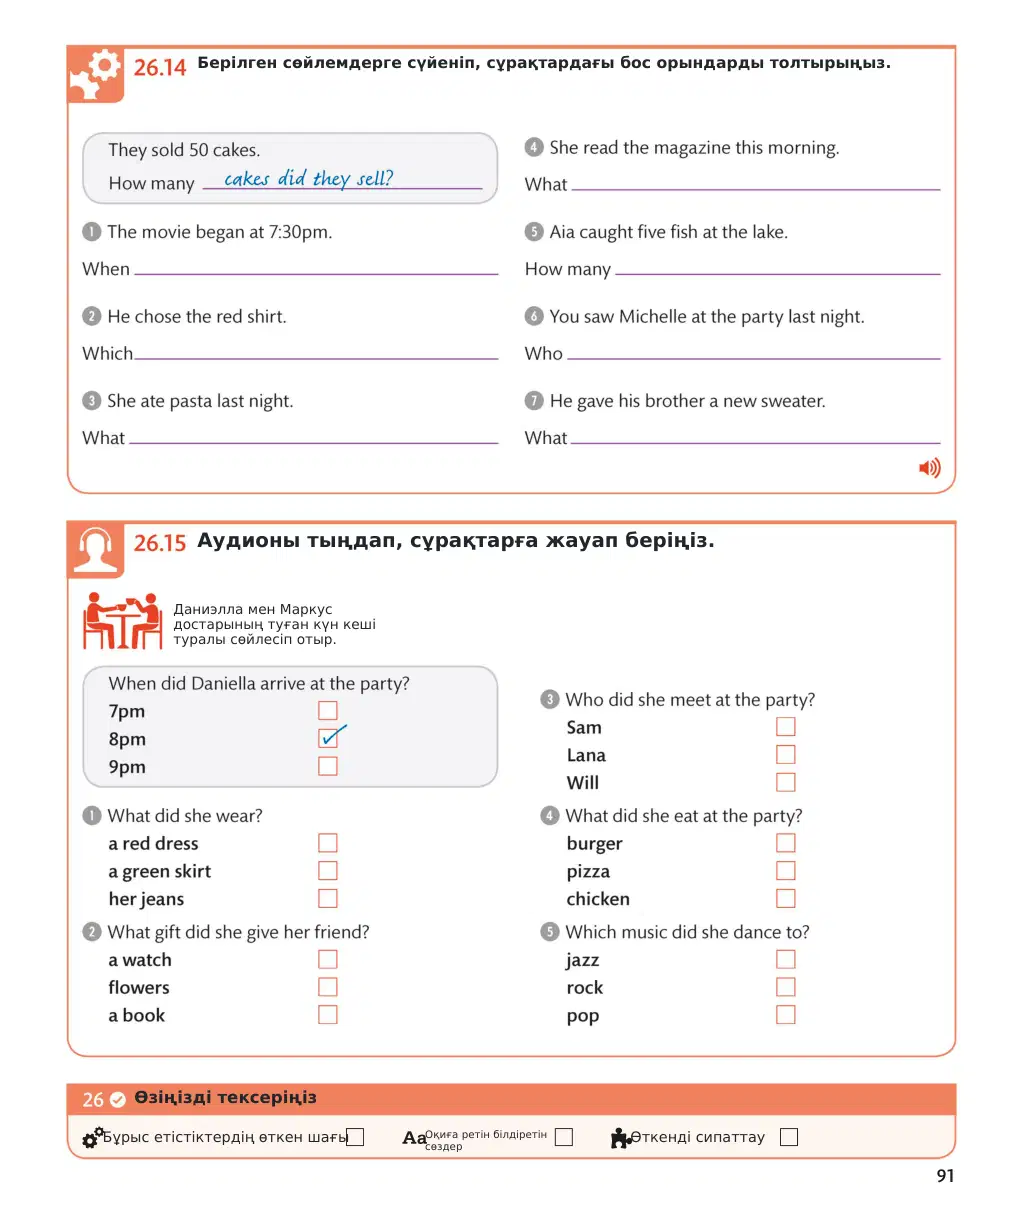 26.14 Берілген сөйлемдерге сүйеніп, сұрақтардағы бос орындарды толтырыңыз.
They sold 50 cakes.
How many cakes did they sell?
1 The movie began at 7:30pm.
When
2 He chose the red shirt.
Which
3 She ate pasta last night.
What
4 She read the magazine this morning.
What
5 Aia caught five fish at the lake.
How many
6 You saw Michelle at the party last night.
Who
7 He gave his brother a new sweater.
What
26.15 Аудионы тыңдап, сұрақтарға жауап беріңіз.
Даниэлла мен Маркус
достарының туған күн кеші
туралы сөйлесіп отыр.
When did Daniella arrive at the party?
7pm
8pm
9pm
1 What did she wear?
a red dress
a green skirt
her jeans
2 What gift did she give her friend?
a watch
flowers
a book
3 Who did she meet at the party?
Sam
Lana
Will
4 What did she eat at the party?
burger
pizza
chicken
5 Which music did she dance to?
jazz
rock
pop
26 Өзіңізді тексеріңіз
Бұрыс етістіктердің өткен шағы
Aa Оқиға ретін білдіретін
сөздер
Өткенді сипаттау
91